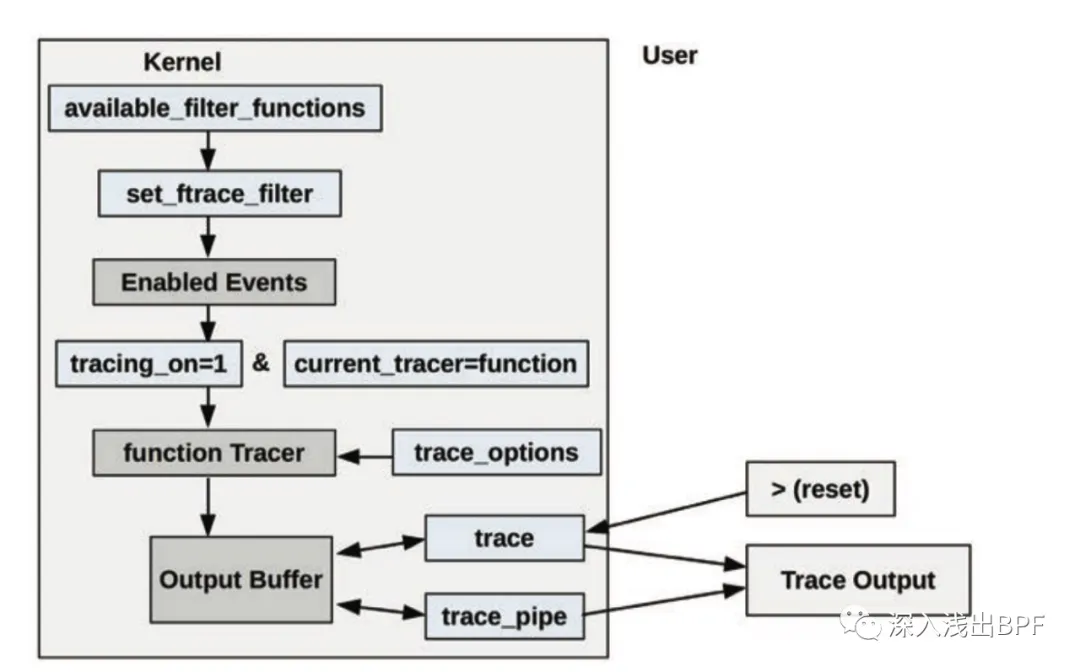 Kernel
User
available_filter_functions
set_ftrace_filter
Enabled Events
tracing_on=1 & current_tracer=function
function Tracer
trace_options
> (reset)
trace
Output Buffer
Trace Output
trace_pipe
深入浅出BPF